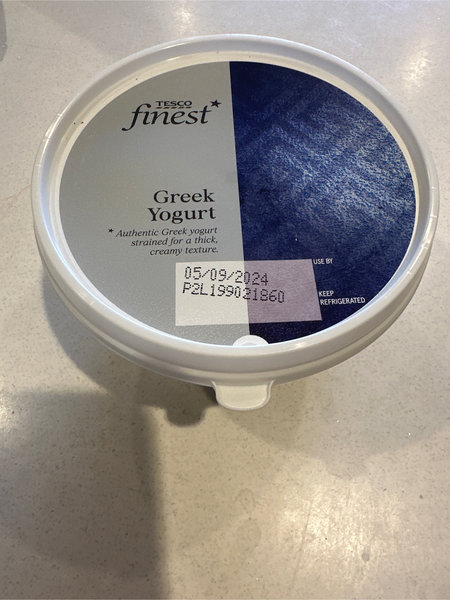 TESCO
finest*
Greek
Yogurt
* Authentic Greek yogurt
strained for a thick,
creamy texture.
USE BY
05/09/2024
P2L199021860
KEEP
REFRIGERATED